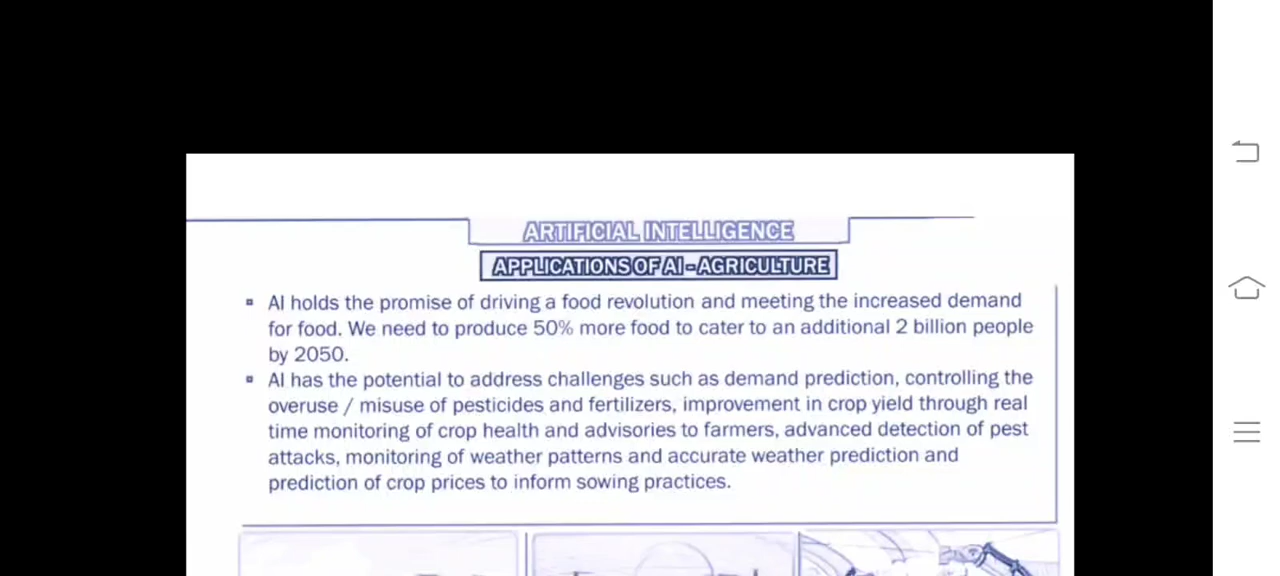 ARTIFICIAL INTELLIGENCE
APPLICATIONS OF AI - AGRICULTURE
▪ AI holds the promise of driving a food revolution and meeting the increased demand
for food. We need to produce 50% more food to cater to an additional 2 billion people
by 2050.
▪ AI has the potential to address challenges such as demand prediction, controlling the
overuse / misuse of pesticides and fertilizers, improvement in crop yield through real
time monitoring of crop health and advisories to farmers, advanced detection of pest
attacks, monitoring of weather patterns and accurate weather prediction and
prediction of crop prices to inform sowing practices.